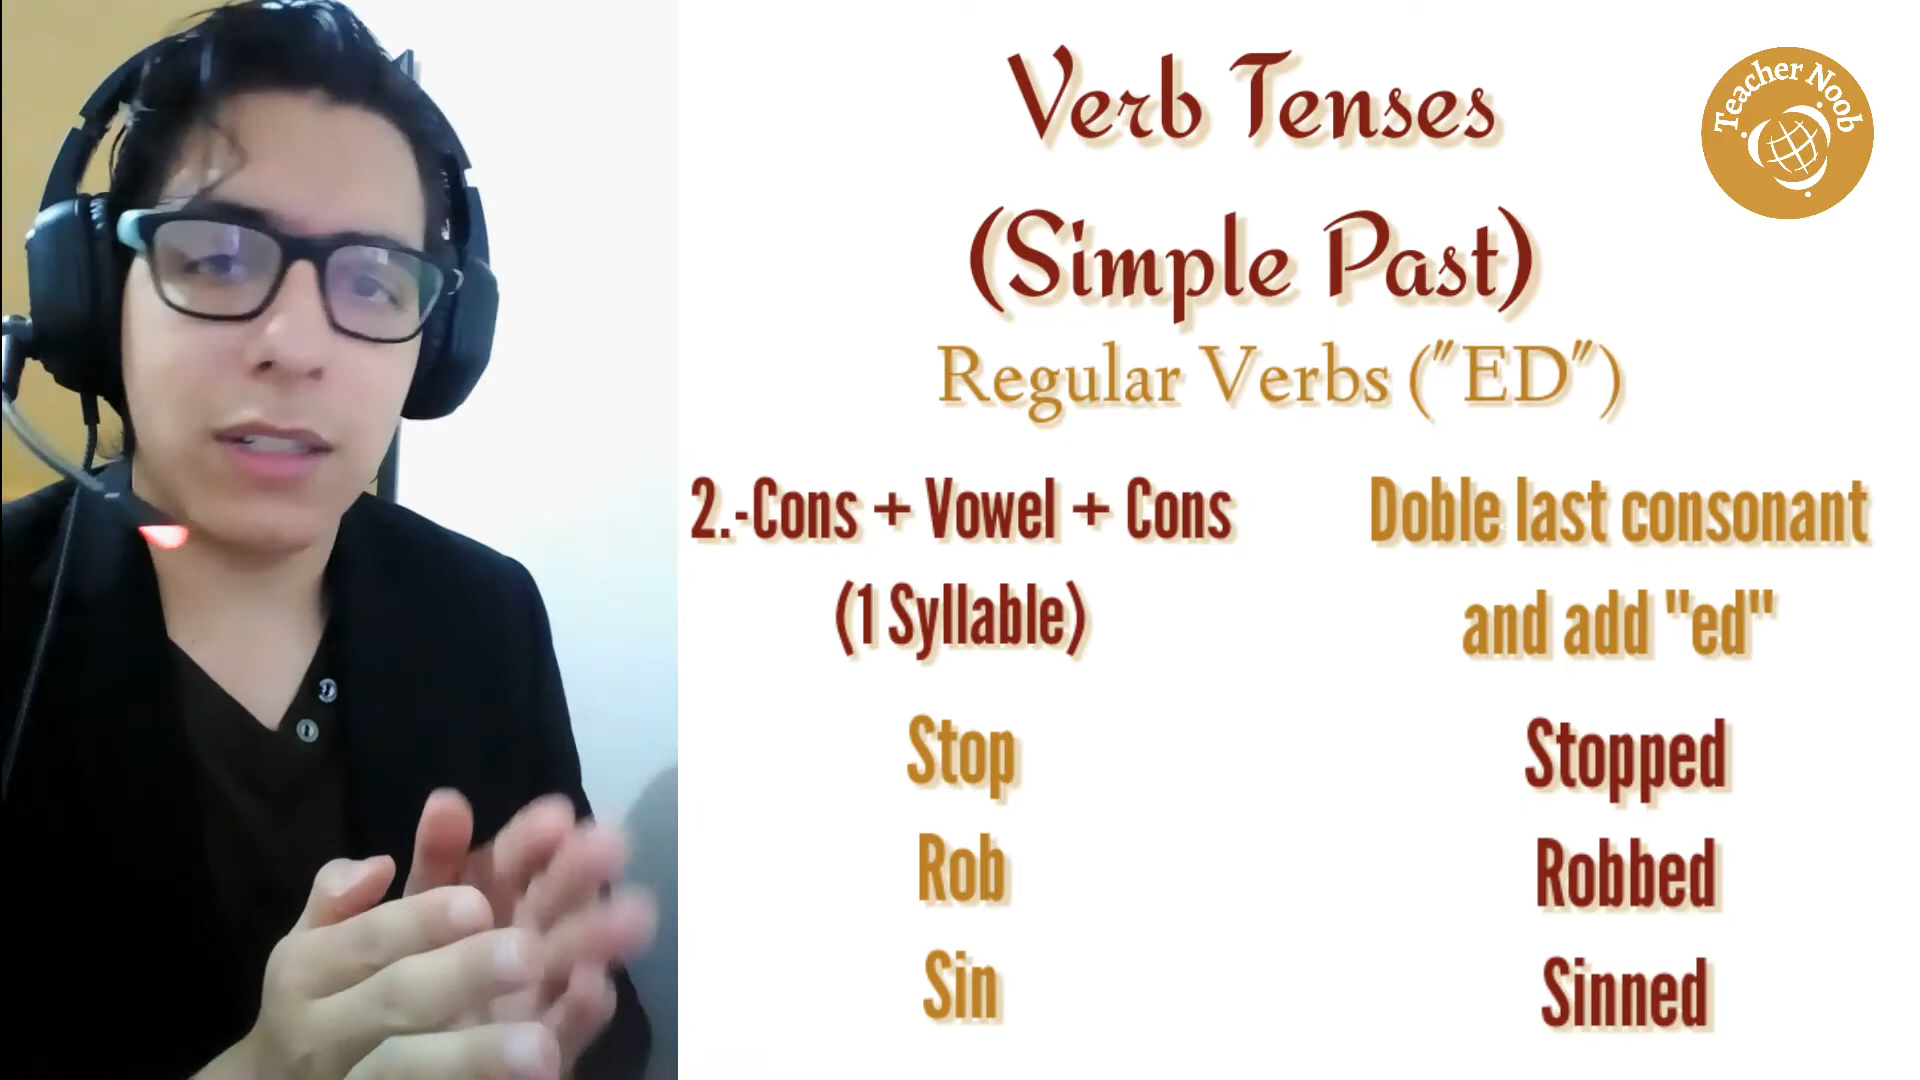 Verb Tenses
Teacher Noob
(Simple Past)
Regular Verbs ("ED")
2.-Cons + Vowel + Cons
(1 Syllable)
Doble last consonant
and add "ed"
Stop
Stopped
Rob
Robbed
Sin
Sinned